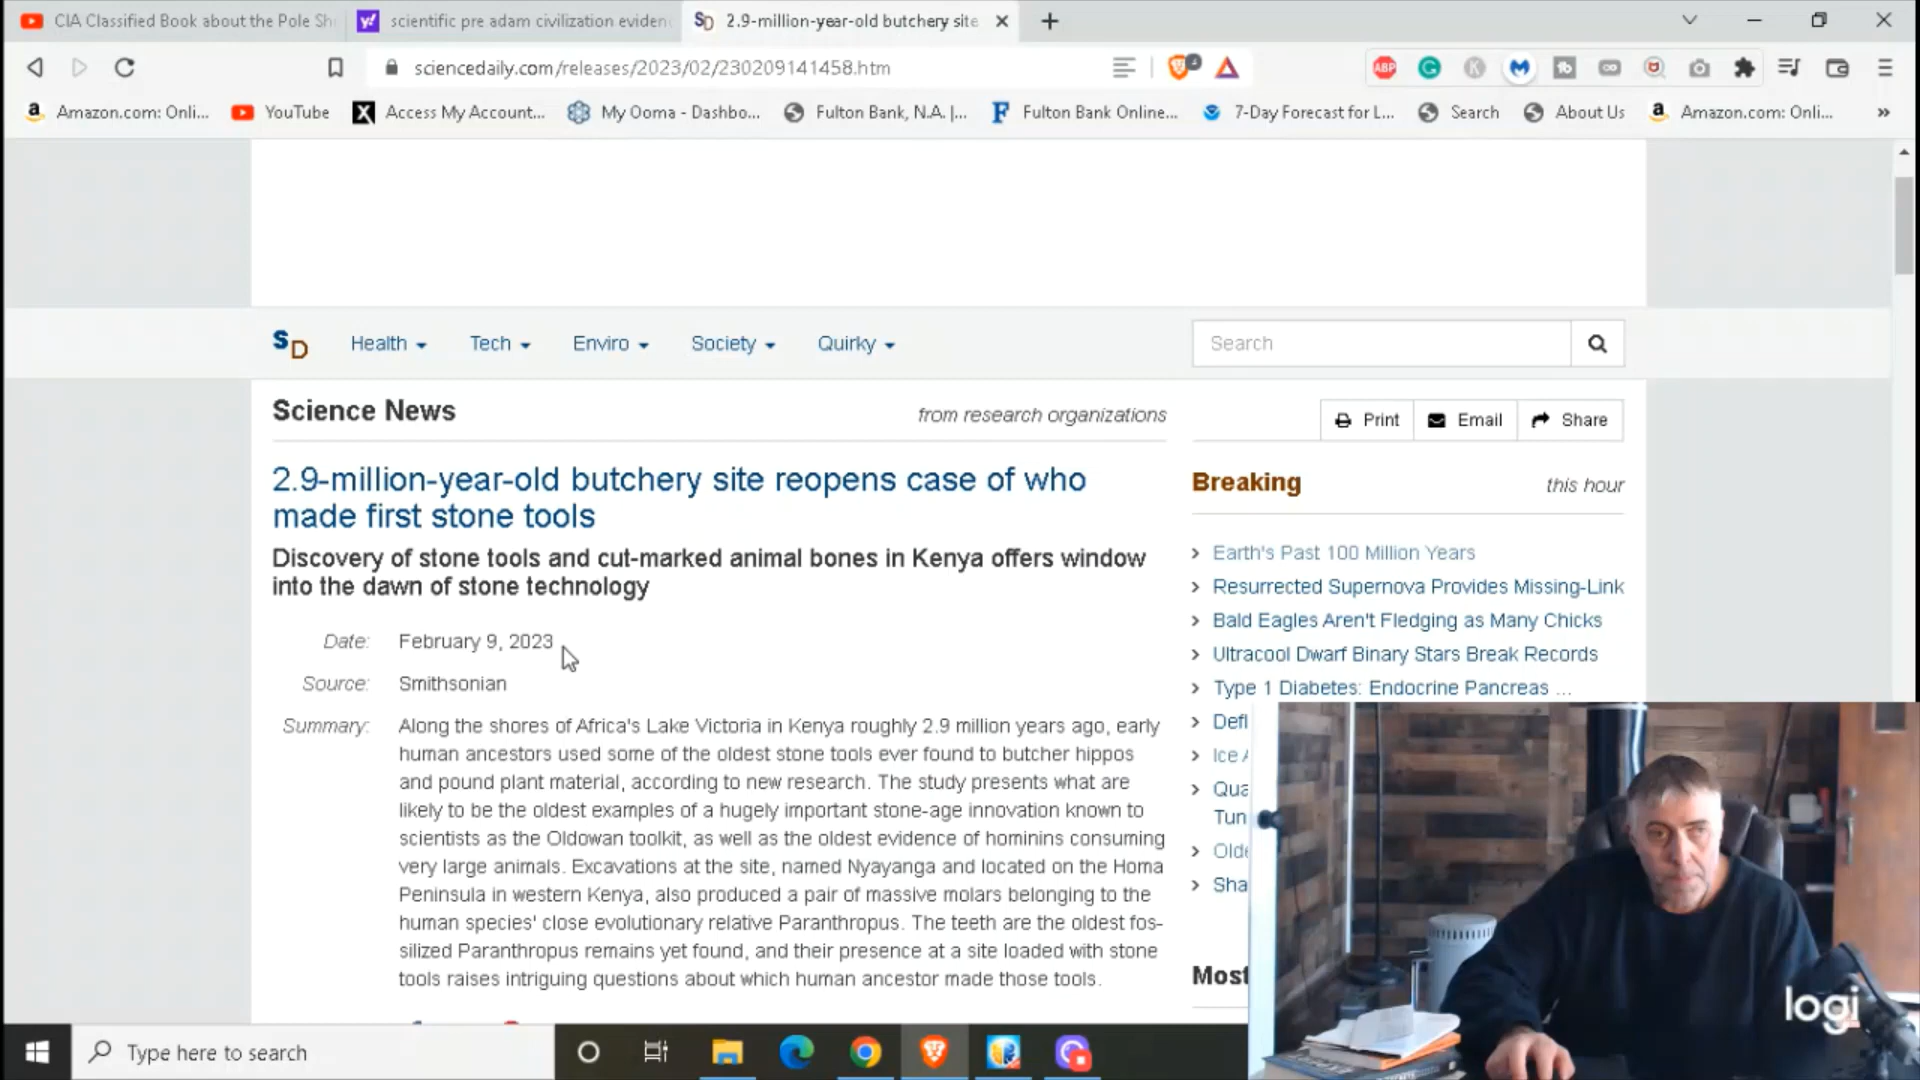 CIA Classified Book about the Pole Sh
scientific pre adam civilization eviden
2.9-million-year-old butchery site
sciencedaily.com/releases/2023/02/230209141458.htm
Amazon.com: Onli...
YouTube
Access My Account...
My Ooma - Dashbo...
Fulton Bank, N.A. |...
Fulton Bank Online...
7-Day Forecast for L...
Search
About Us
Amazon.com: Onli...
SD
Health
Tech
Enviro
Society
Quirky
Search
Science News
from research organizations
Print
Email
Share
2.9-million-year-old butchery site reopens case of who
made first stone tools
Discovery of stone tools and cut-marked animal bones in Kenya offers window
into the dawn of stone technology
Date: February 9, 2023
Source: Smithsonian
Summary: Along the shores of Africa's Lake Victoria in Kenya roughly 2.9 million years ago, early
human ancestors used some of the oldest stone tools ever found to butcher hippos
and pound plant material, according to new research. The study presents what are
likely to be the oldest examples of a hugely important stone-age innovation known to
scientists as the Oldowan toolkit, as well as the oldest evidence of hominins consuming
very large animals. Excavations at the site, named Nyayanga and located on the Homa
Peninsula in western Kenya, also produced a pair of massive molars belonging to the
human species' close evolutionary relative Paranthropus. The teeth are the oldest fos-
silized Paranthropus remains yet found, and their presence at a site loaded with stone
tools raises intriguing questions about which human ancestor made those tools.
Breaking
this hour
Earth's Past 100 Million Years
Resurrected Supernova Provides Missing-Link
Bald Eagles Aren't Fledging as Many Chicks
Ultracool Dwarf Binary Stars Break Records
Type 1 Diabetes: Endocrine Pancreas ...
Defl
Ice A
Qua
Tun
Olde
Sha
Most
logi
Type here to search